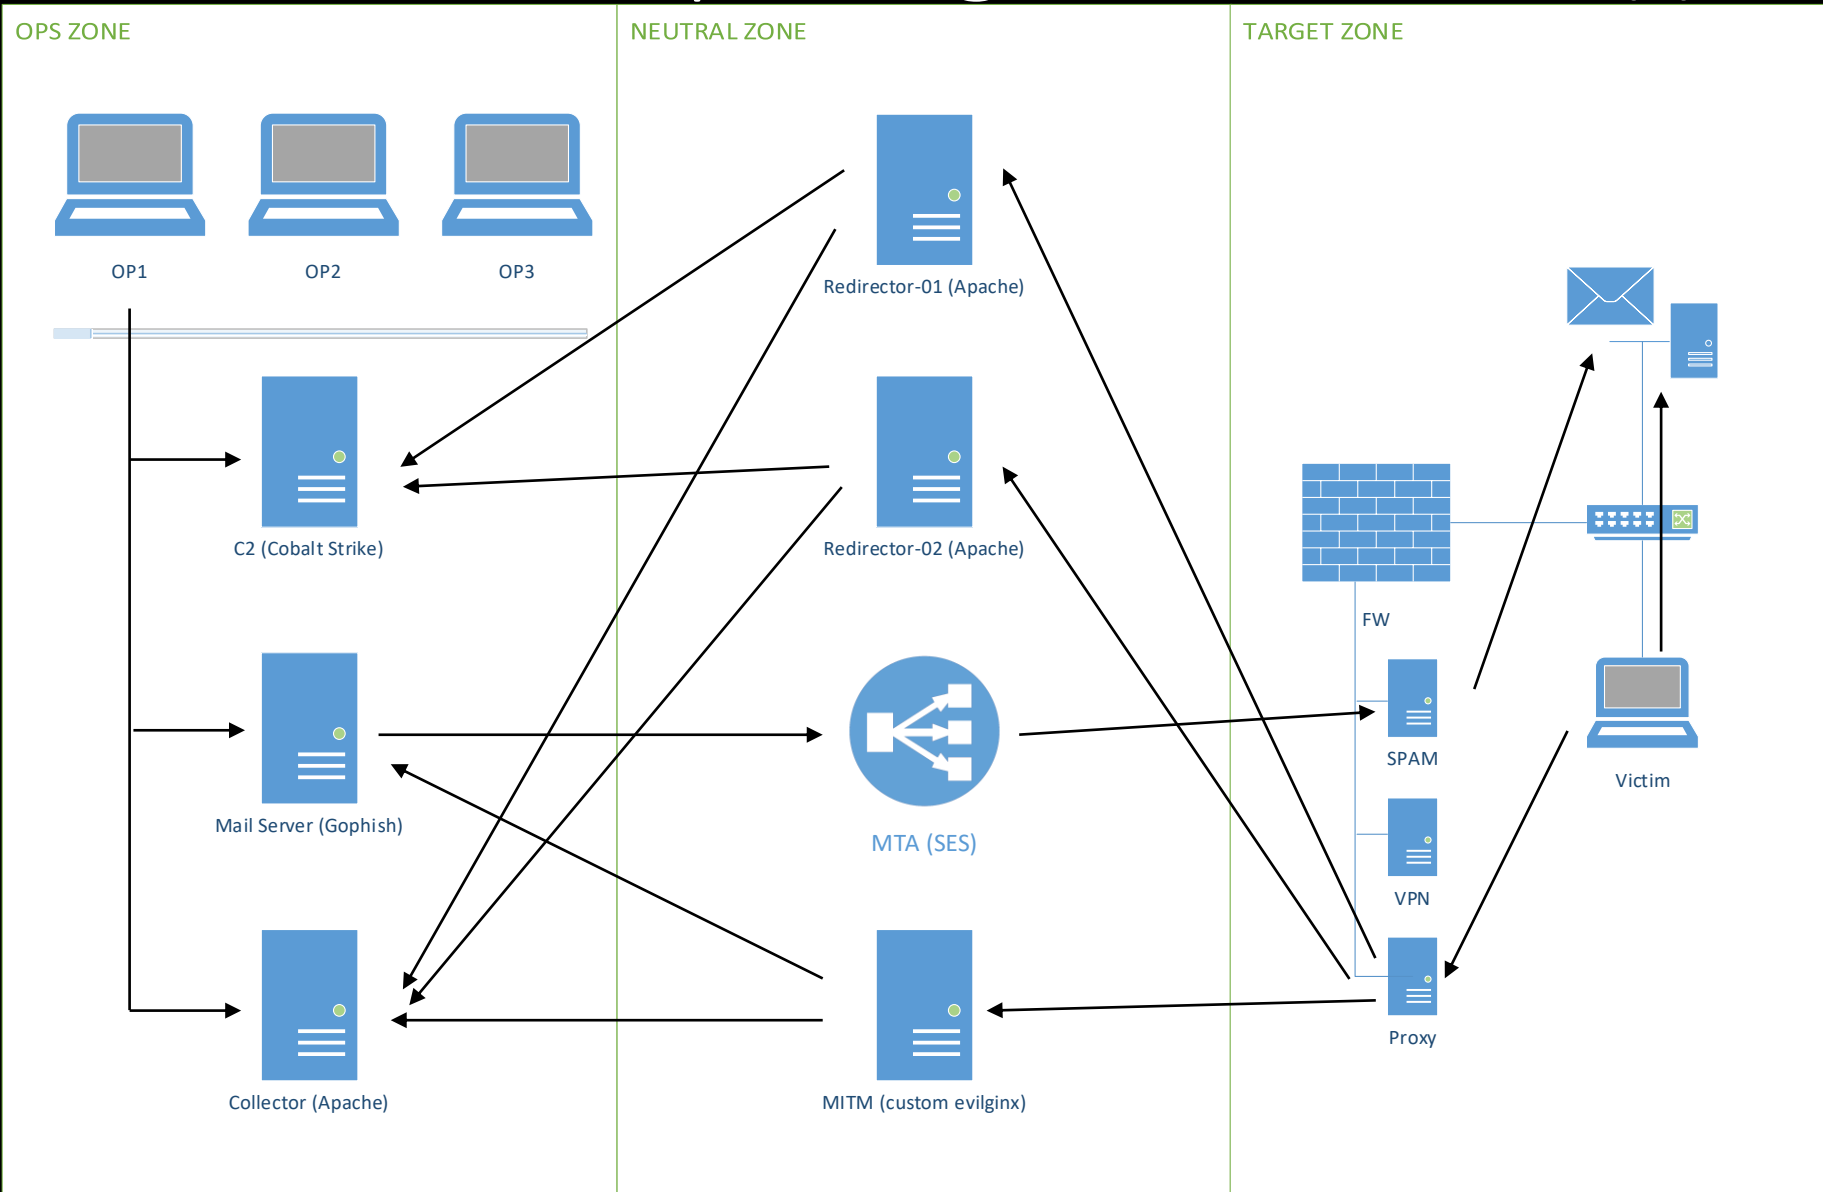 OPS ZONE
NEUTRAL ZONE
TARGET ZONE
OP1
OP2
OP3
Redirector-01 (Apache)
C2 (Cobalt Strike)
Redirector-02 (Apache)
FW
SPAM
Victim
Mail Server (Gophish)
MTA (SES)
VPN
Proxy
Collector (Apache)
MITM (custom evilginx)